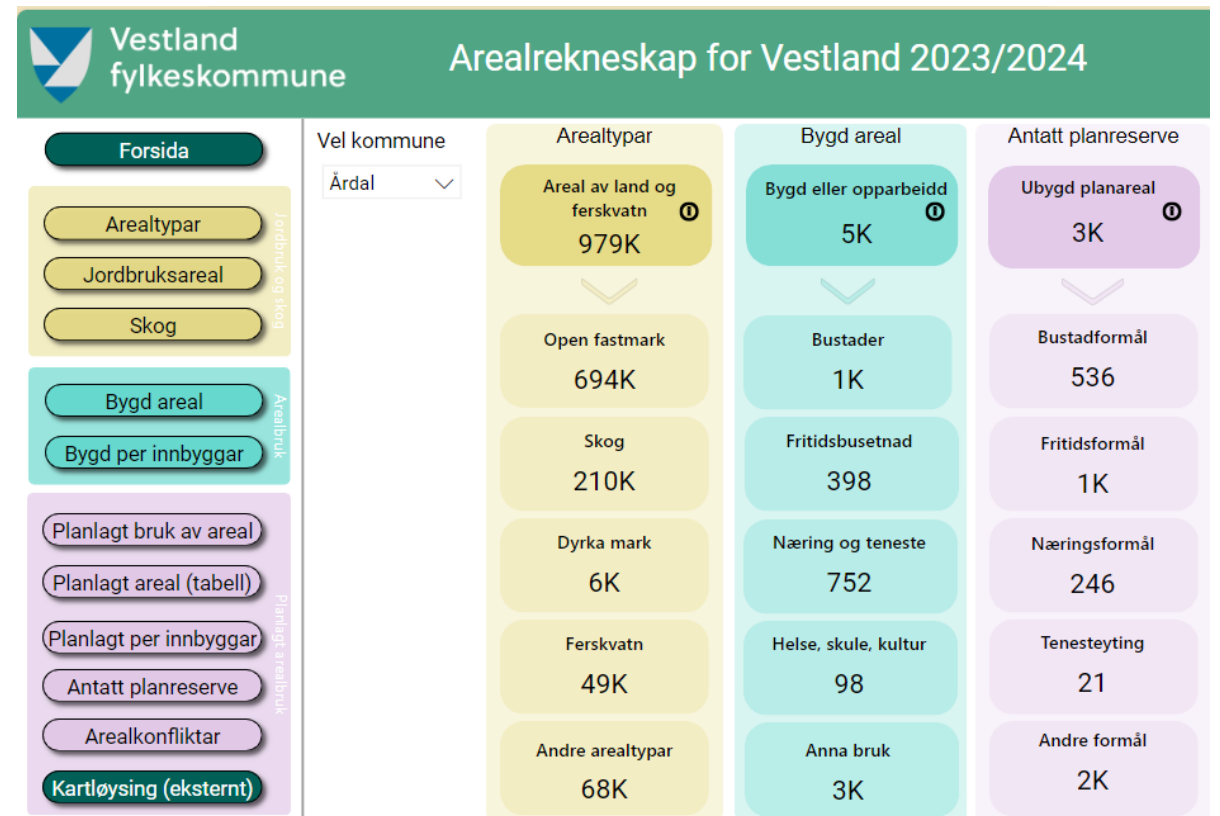 Vestland
fylkeskommune
Arealrekneskap for Vestland 2023/2024
Forsida
Jordbruk og skog
Arealtypar
Jordbruksareal
Skog
Arealbruk
Bygd areal
Bygd per innbyggar
Planlagt arealbruk
Planlagt bruk av areal
Planlagt areal (tabell)
Planlagt per innbyggar
Antatt planreserve
Arealkonfliktar
Kartløysing (eksternt)
Vel kommune
Årdal
Arealtypar
Areal av land og
ferskvatn
979K
Open fastmark
694K
Skog
210K
Dyrka mark
6K
Ferskvatn
49K
Andre arealtypar
68K
Bygd areal
Bygd eller opparbeidd
5K
Bustader
1K
Fritidsbusetnad
398
Næring og teneste
752
Helse, skule, kultur
98
Anna bruk
3K
Antatt planreserve
Ubygd planareal
3K
Bustadformål
536
Fritidsformål
1K
Næringsformål
246
Tenesteyting
21
Andre formål
2K